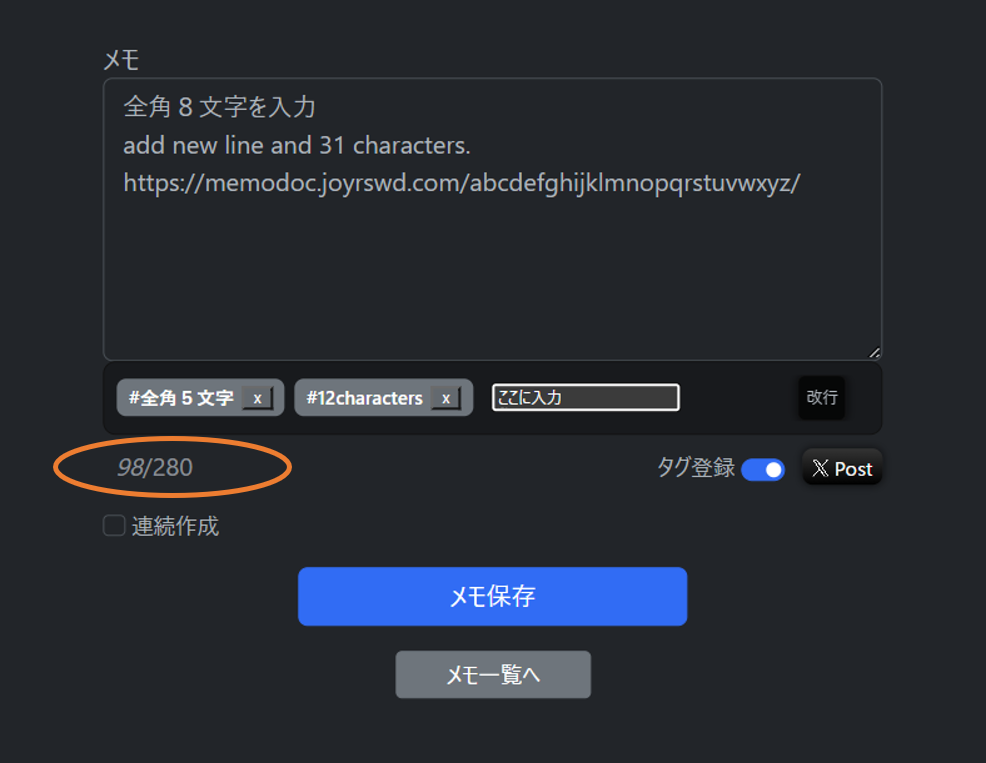 メモ
全角８文字を入力
add new line and 31 characters.
https://memodoc.joyrswd.com/abcdefghijklmnopqrstuvwxyz/
#全角５文字 x #12characters x ここに入力 改行
98/280 タグ登録 𝕏 Post
連続作成
メモ保存
メモ一覧へ